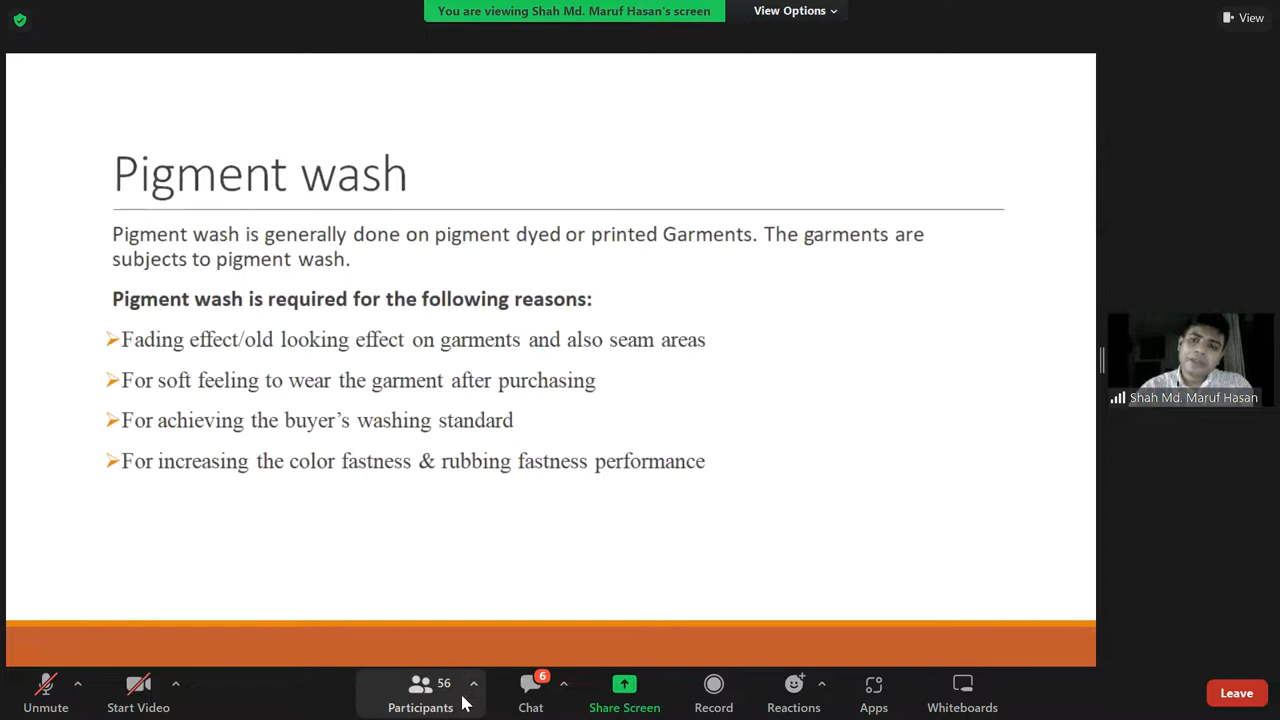 You are viewing Shah Md. Maruf Hasan's screen
View Options
View
Pigment wash
Pigment wash is generally done on pigment dyed or printed Garments. The garments are
subjects to pigment wash.
Pigment wash is required for the following reasons:
Fading effect/old looking effect on garments and also seam areas
For soft feeling to wear the garment after purchasing
For achieving the buyer’s washing standard
For increasing the color fastness & rubbing fastness performance
Shah Md. Maruf Hasan
56
6
Unmute
Start Video
Participants
Chat
Share Screen
Record
Reactions
Apps
Whiteboards
Leave